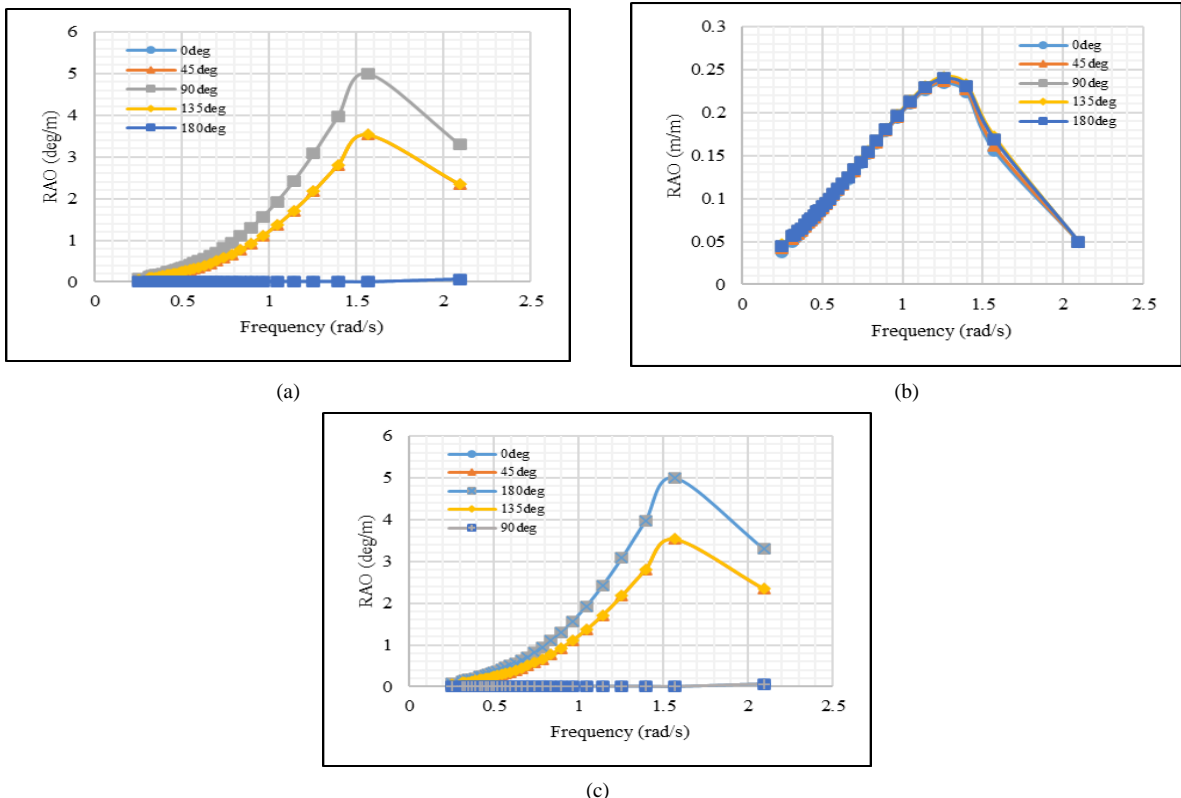 6
5
4
3
2
1
0
0deg
45deg
90deg
135deg
180deg
RAO (deg/m)
0 0.5 1 1.5 2 2.5
Frequency (rad/s)
(a)
0.3
0.25
0.2
0.15
0.1
0.05
0
0deg
45deg
90deg
135deg
180deg
RAO (m/m)
0 0.5 1 1.5 2 2.5
Frequency (rad/s)
(b)
6
5
4
3
2
1
0
0deg
45deg
180deg
135deg
90deg
RAO (deg/m)
0 0.5 1 1.5 2 2.5
Frequency (rad/s)
(c)